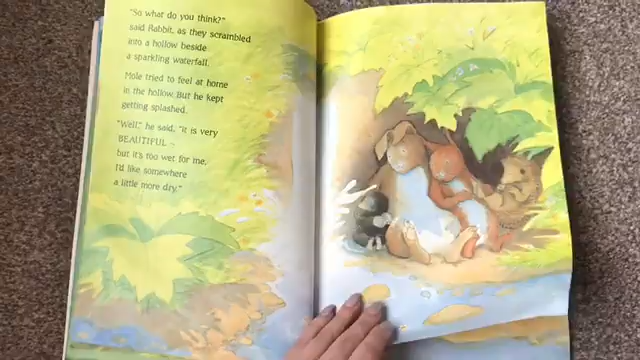 "So what do you think?"
said Rabbit, as they scrambled
into a hollow beside
a sparkling waterfall.
Mole tried to feel at home
in the hollow. But he kept
getting splashed.
"Well," he said, "it is very
BEAUTIFUL –
but it's too wet for me.
I'd like somewhere
a little more dry."